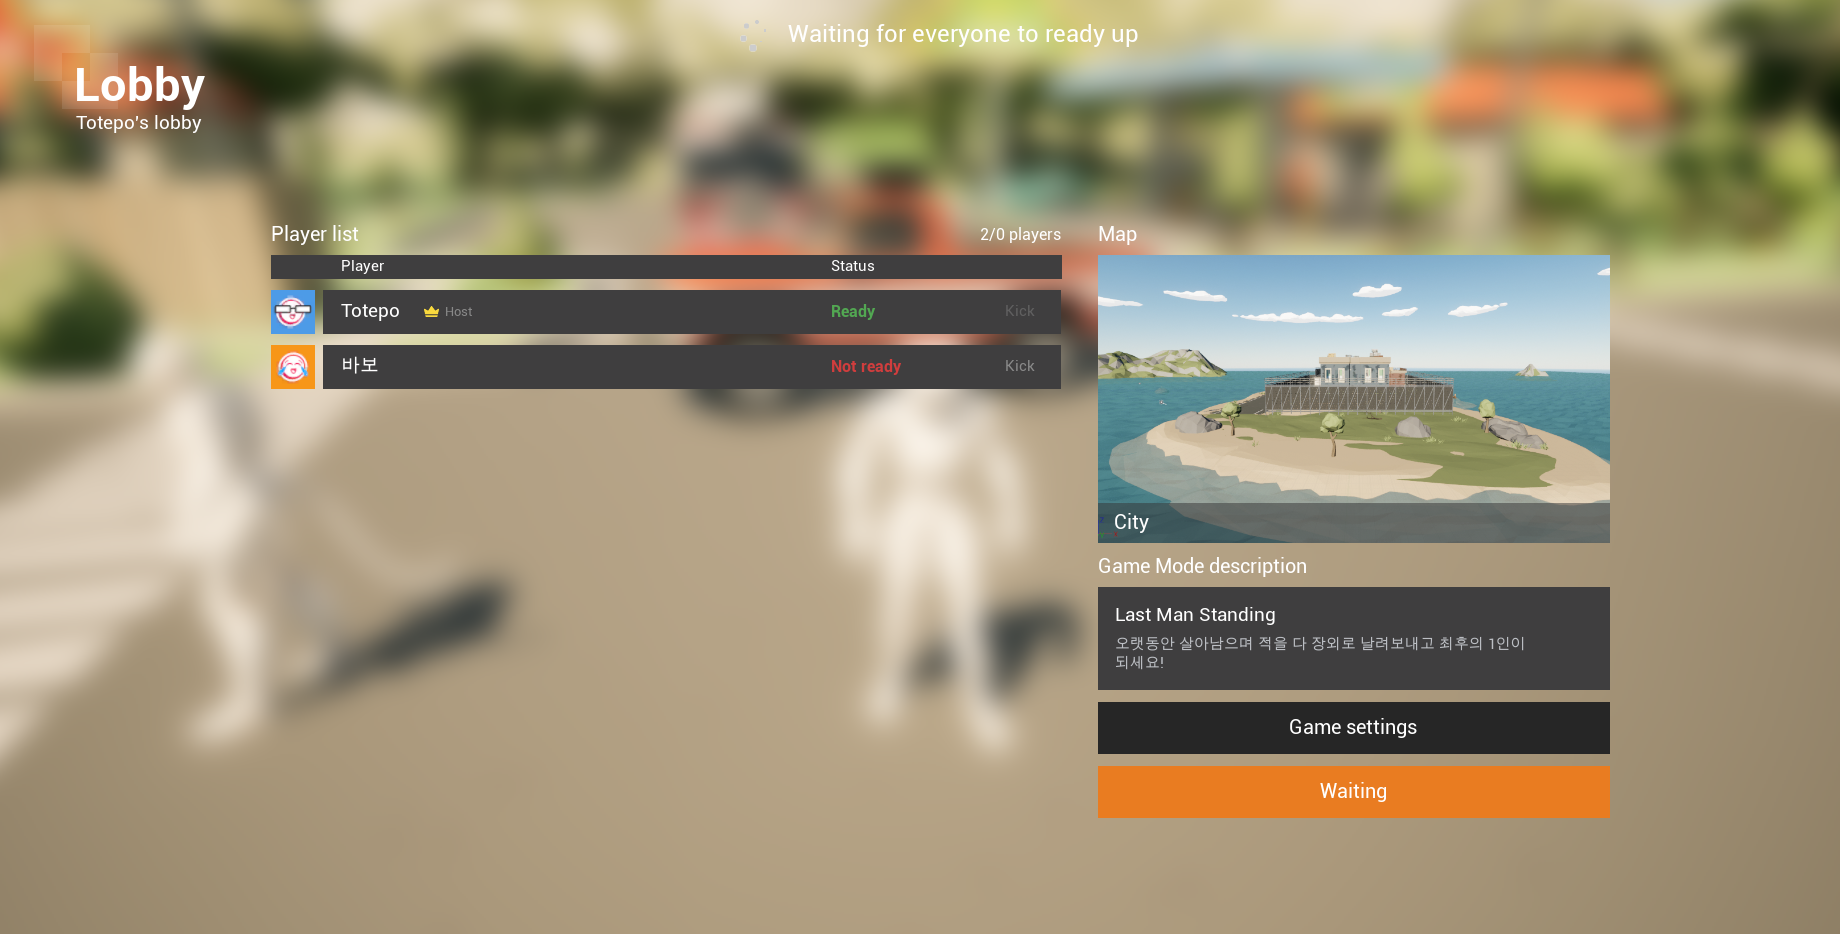 Waiting for everyone to ready up
Lobby
Totepo's lobby
Player list
2/0 players
Player
Status
Totepo
Host
Ready
Kick
바보
Not ready
Kick
Map
City
Game Mode description
Last Man Standing
오랫동안 살아남으며 적을 다 장외로 날려보내고 최후의 1인이
되세요!
Game settings
Waiting